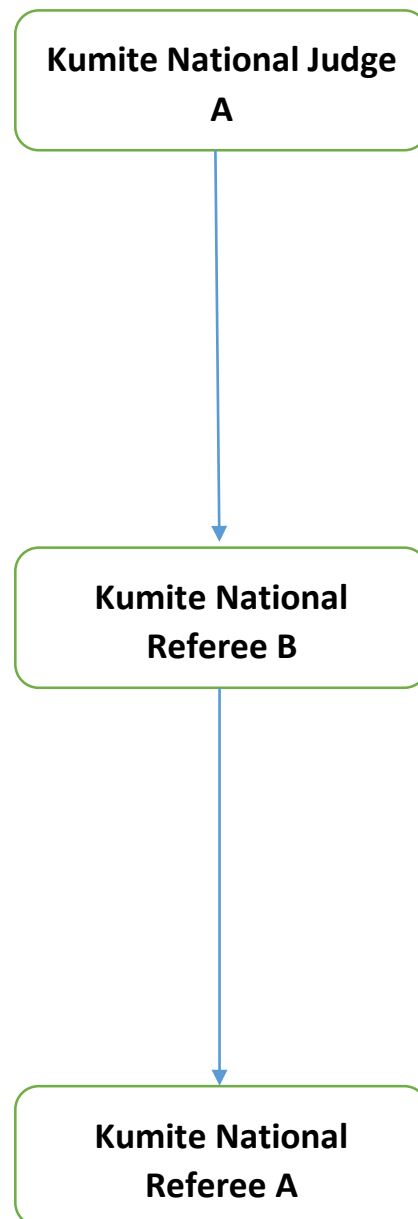 Kumite National Judge
A
Kumite National
Referee B
Kumite National
Referee A